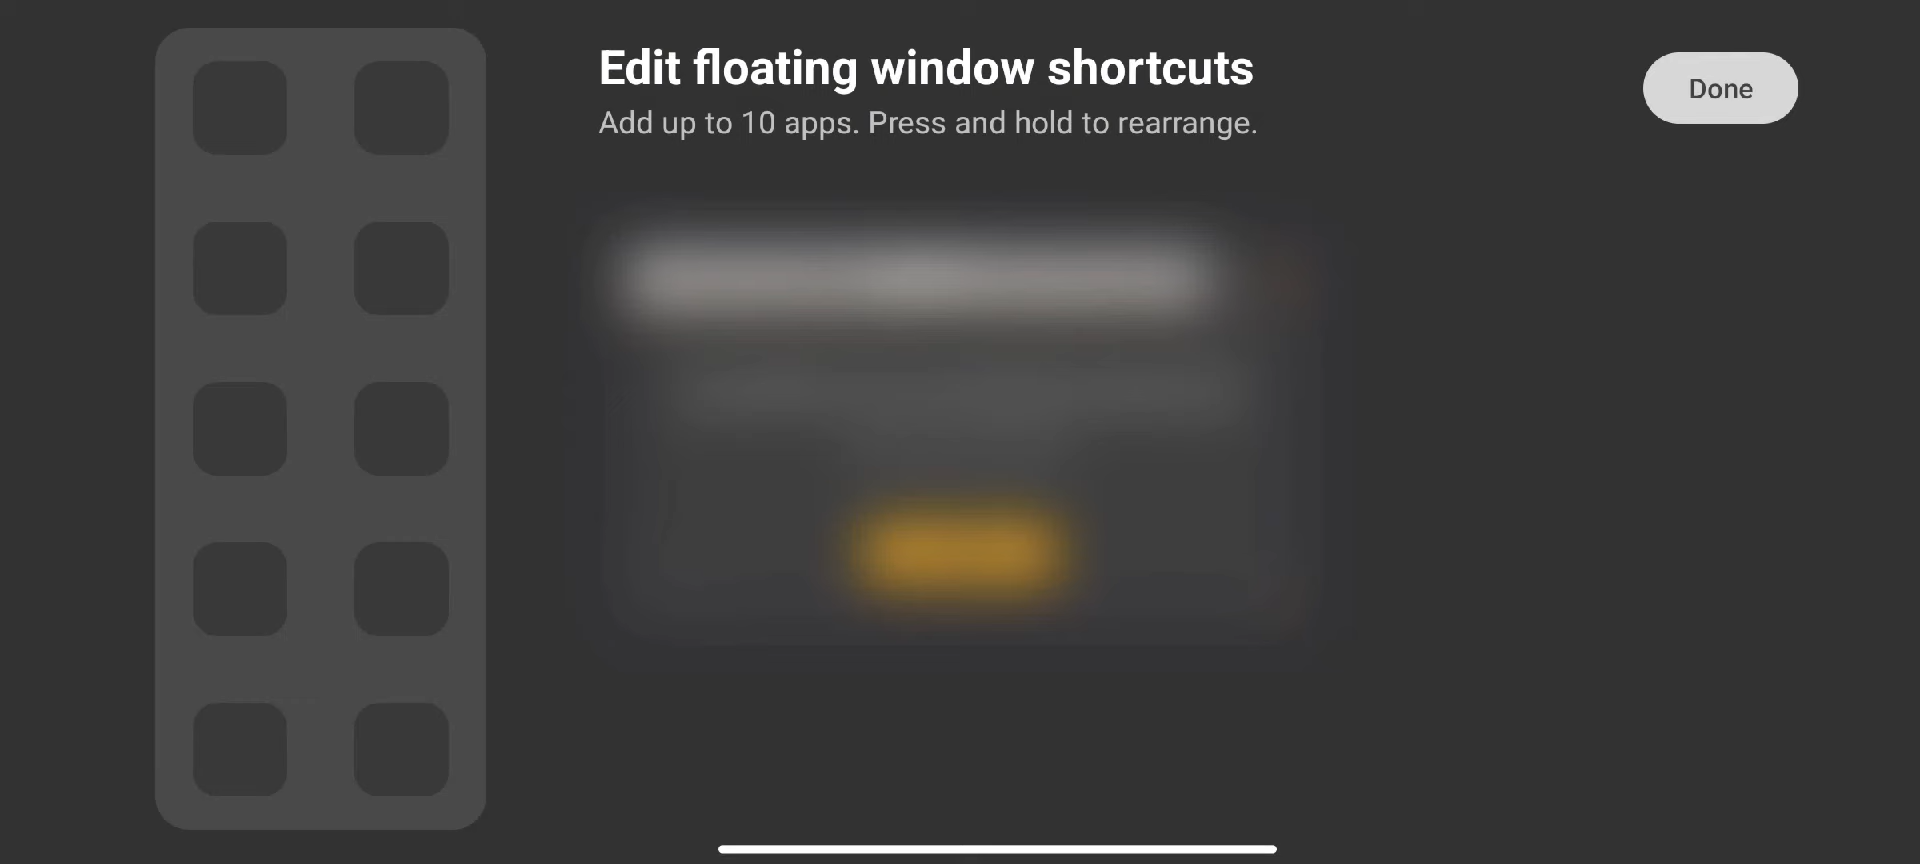 Edit floating window shortcuts
Add up to 10 apps. Press and hold to rearrange.
Done